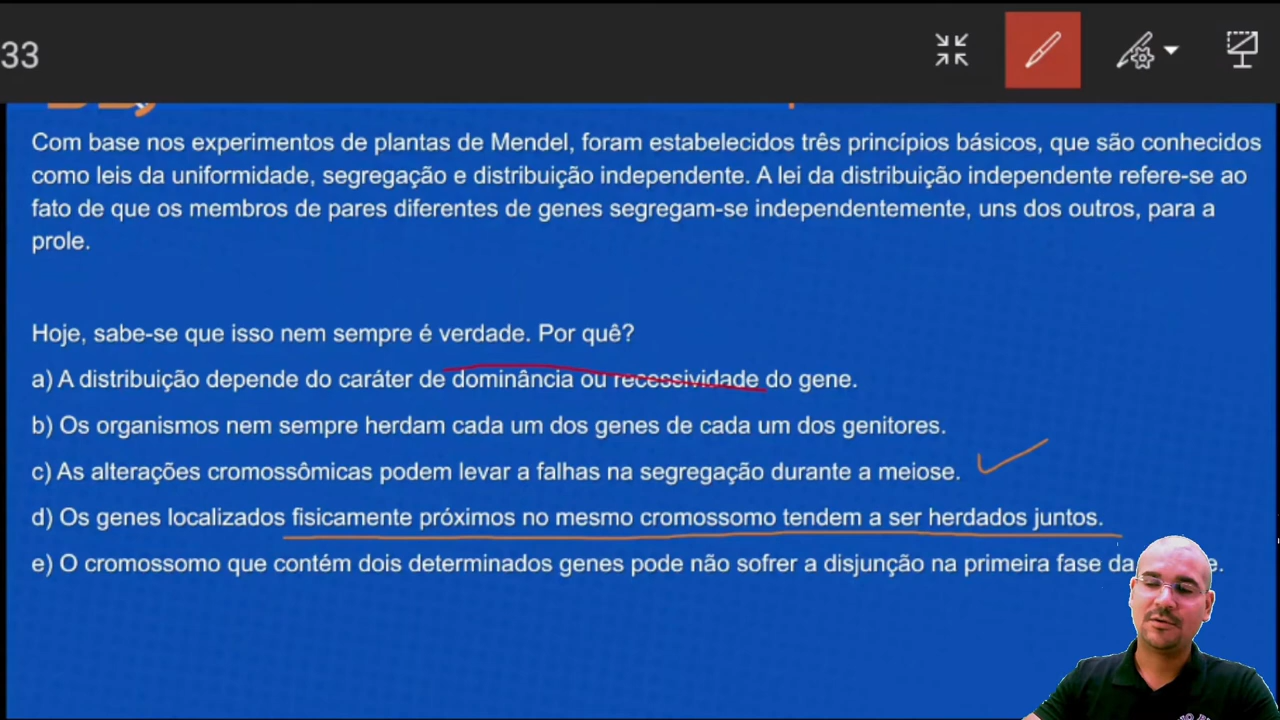 33
Com base nos experimentos de plantas de Mendel, foram estabelecidos três princípios básicos, que são conhecidos
como leis da uniformidade, segregação e distribuição independente. A lei da distribuição independente refere-se ao
fato de que os membros de pares diferentes de genes segregam-se independentemente, uns dos outros, para a
prole.
Hoje, sabe-se que isso nem sempre é verdade. Por quê?
a) A distribuição depende do caráter de dominância ou recessividade do gene.
b) Os organismos nem sempre herdam cada um dos genes de cada um dos genitores.
c) As alterações cromossômicas podem levar a falhas na segregação durante a meiose.
d) Os genes localizados fisicamente próximos no mesmo cromossomo tendem a ser herdados juntos.
e) O cromossomo que contém dois determinados genes pode não sofrer a disjunção na primeira fase da